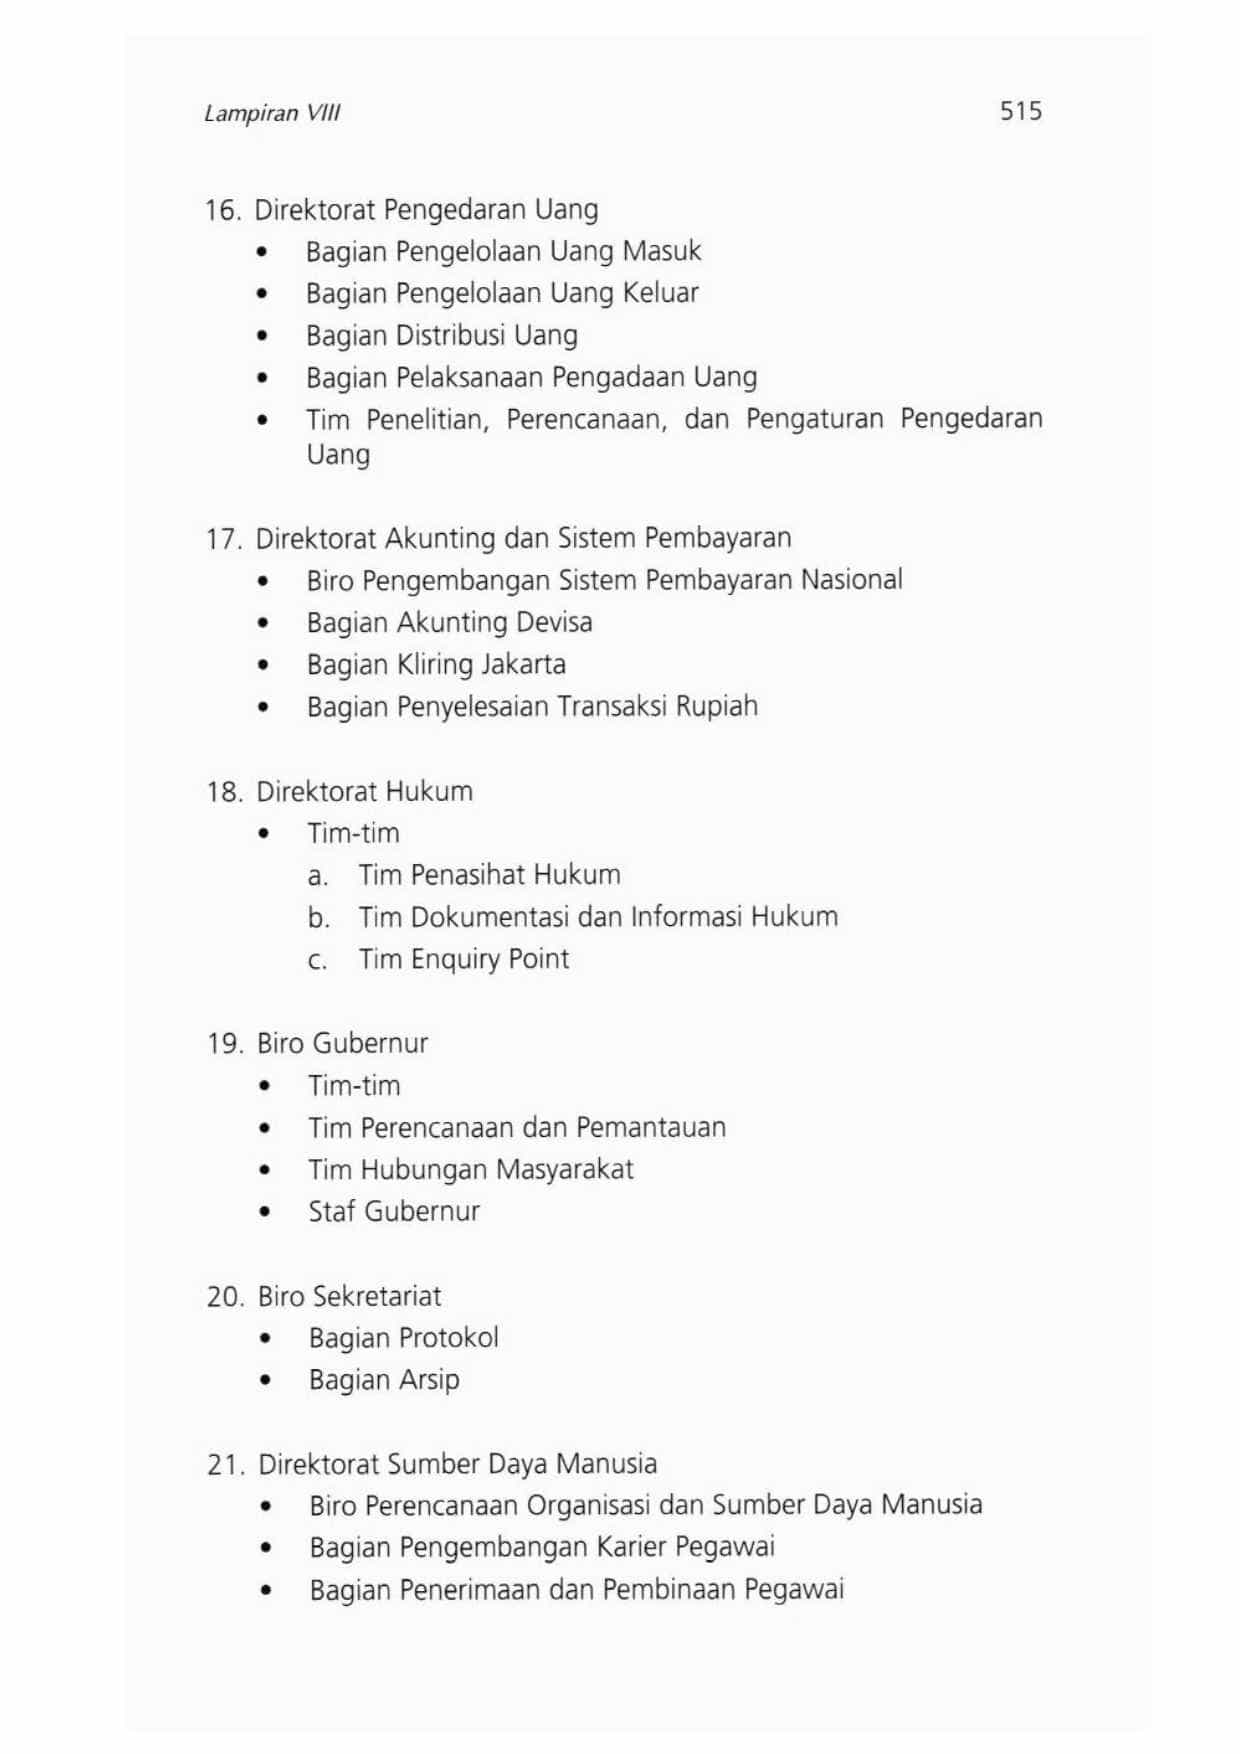 Lampiran VIII 515
16. Direktorat Pengedaran Uang
• Bagian Pengelolaan Uang Masuk
• Bagian Pengelolaan Uang Keluar
• Bagian Distribusi Uang
• Bagian Pelaksanaan Pengadaan Uang
• Tim Penelitian, Perencanaan, dan Pengaturan Pengedaran
Uang
17. Direktorat Akunting dan Sistem Pembayaran
• Biro Pengembangan Sistem Pembayaran Nasional
• Bagian Akunting Devisa
• Bagian Kliring Jakarta
• Bagian Penyelesaian Transaksi Rupiah
18. Direktorat Hukum
• Tim-tim
a. Tim Penasihat Hukum
b. Tim Dokumentasi dan Informasi Hukum
c. Tim Enquiry Point
19. Biro Gubernur
• Tim-tim
• Tim Perencanaan dan Pemantauan
• Tim Hubungan Masyarakat
• Staf Gubernur
20. Biro Sekretariat
• Bagian Protokol
• Bagian Arsip
21. Direktorat Sumber Daya Manusia
• Biro Perencanaan Organisasi dan Sumber Daya Manusia
• Bagian Pengembangan Karier Pegawai
• Bagian Penerimaan dan Pembinaan Pegawai